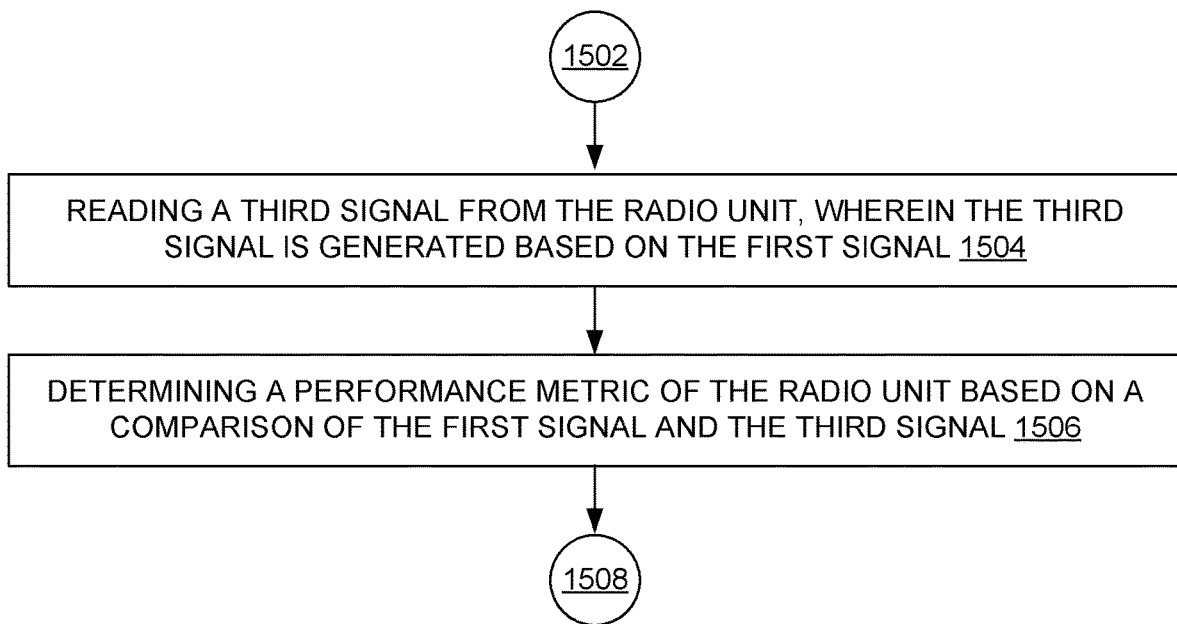 1502
READING A THIRD SIGNAL FROM THE RADIO UNIT, WHEREIN THE THIRD
SIGNAL IS GENERATED BASED ON THE FIRST SIGNAL 1504
DETERMINING A PERFORMANCE METRIC OF THE RADIO UNIT BASED ON A
COMPARISON OF THE FIRST SIGNAL AND THE THIRD SIGNAL 1506
1508